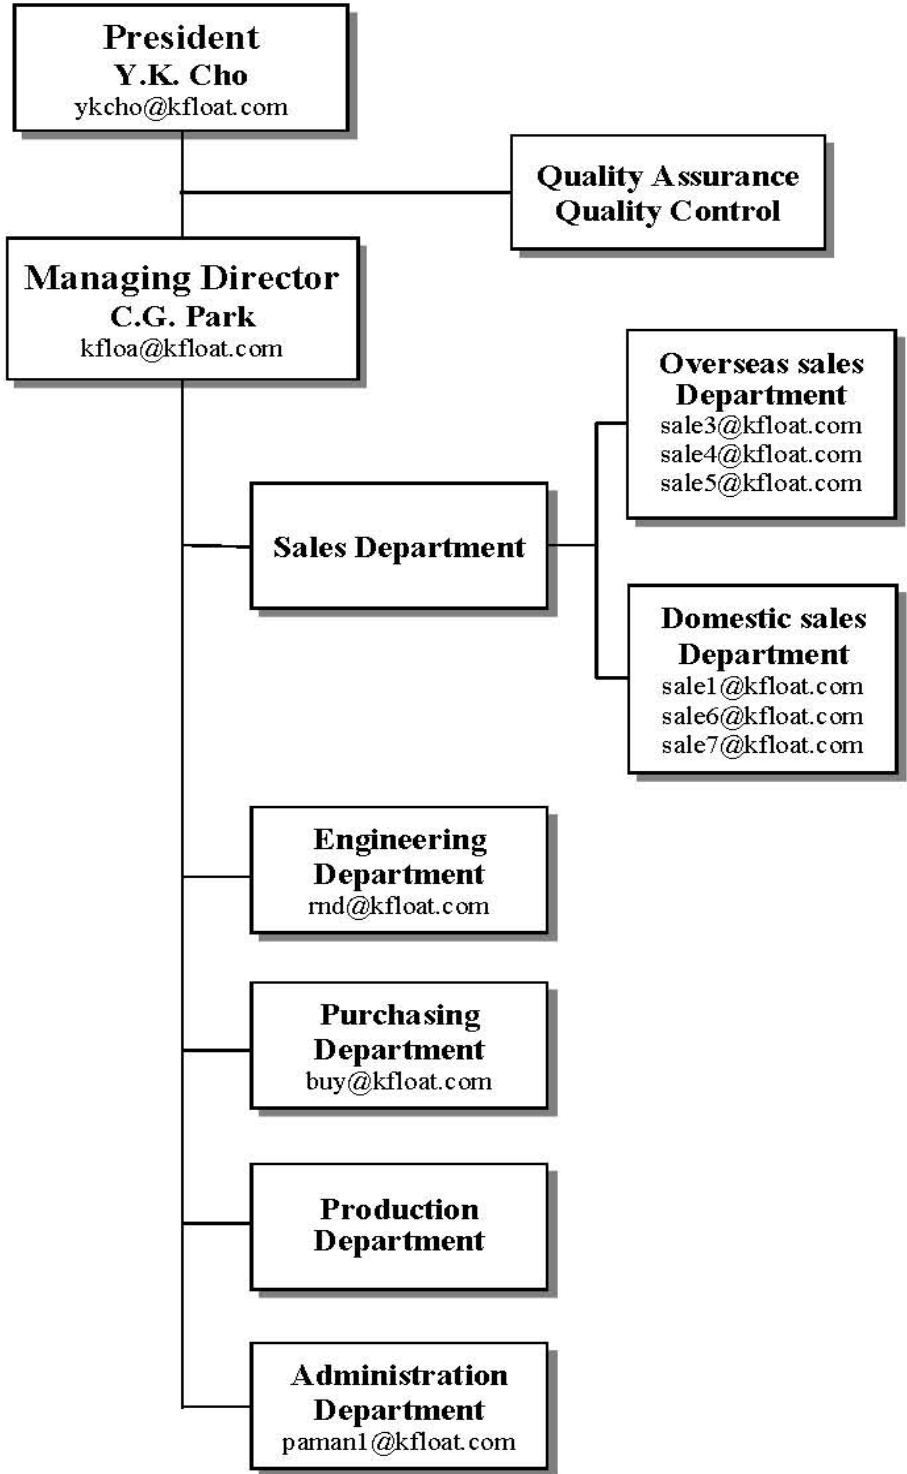 President
Y.K. Cho
ykcho@kfloat.com
Quality Assurance
Quality Control
Managing Director
C.G. Park
kfloa@kfloat.com
Overseas sales
Department
sale3@kfloat.com
sale4@kfloat.com
sale5@kfloat.com
Sales Department
Domestic sales
Department
sale1@kfloat.com
sale6@kfloat.com
sale7@kfloat.com
Engineering
Department
rnd@kfloat.com
Purchasing
Department
buy@kfloat.com
Production
Department
Administration
Department
paman1@kfloat.com